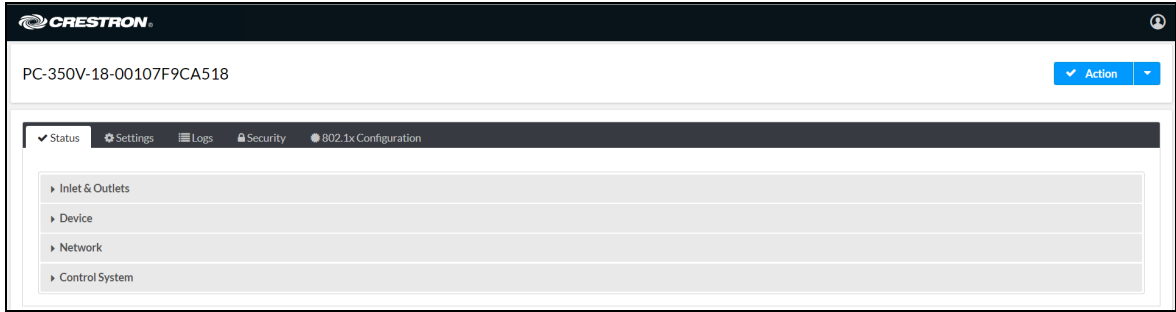 CRESTRON®
PC-350V-18-00107F9CA518
Action
Status Settings Logs Security 802.1x Configuration
Inlet & Outlets
Device
Network
Control System